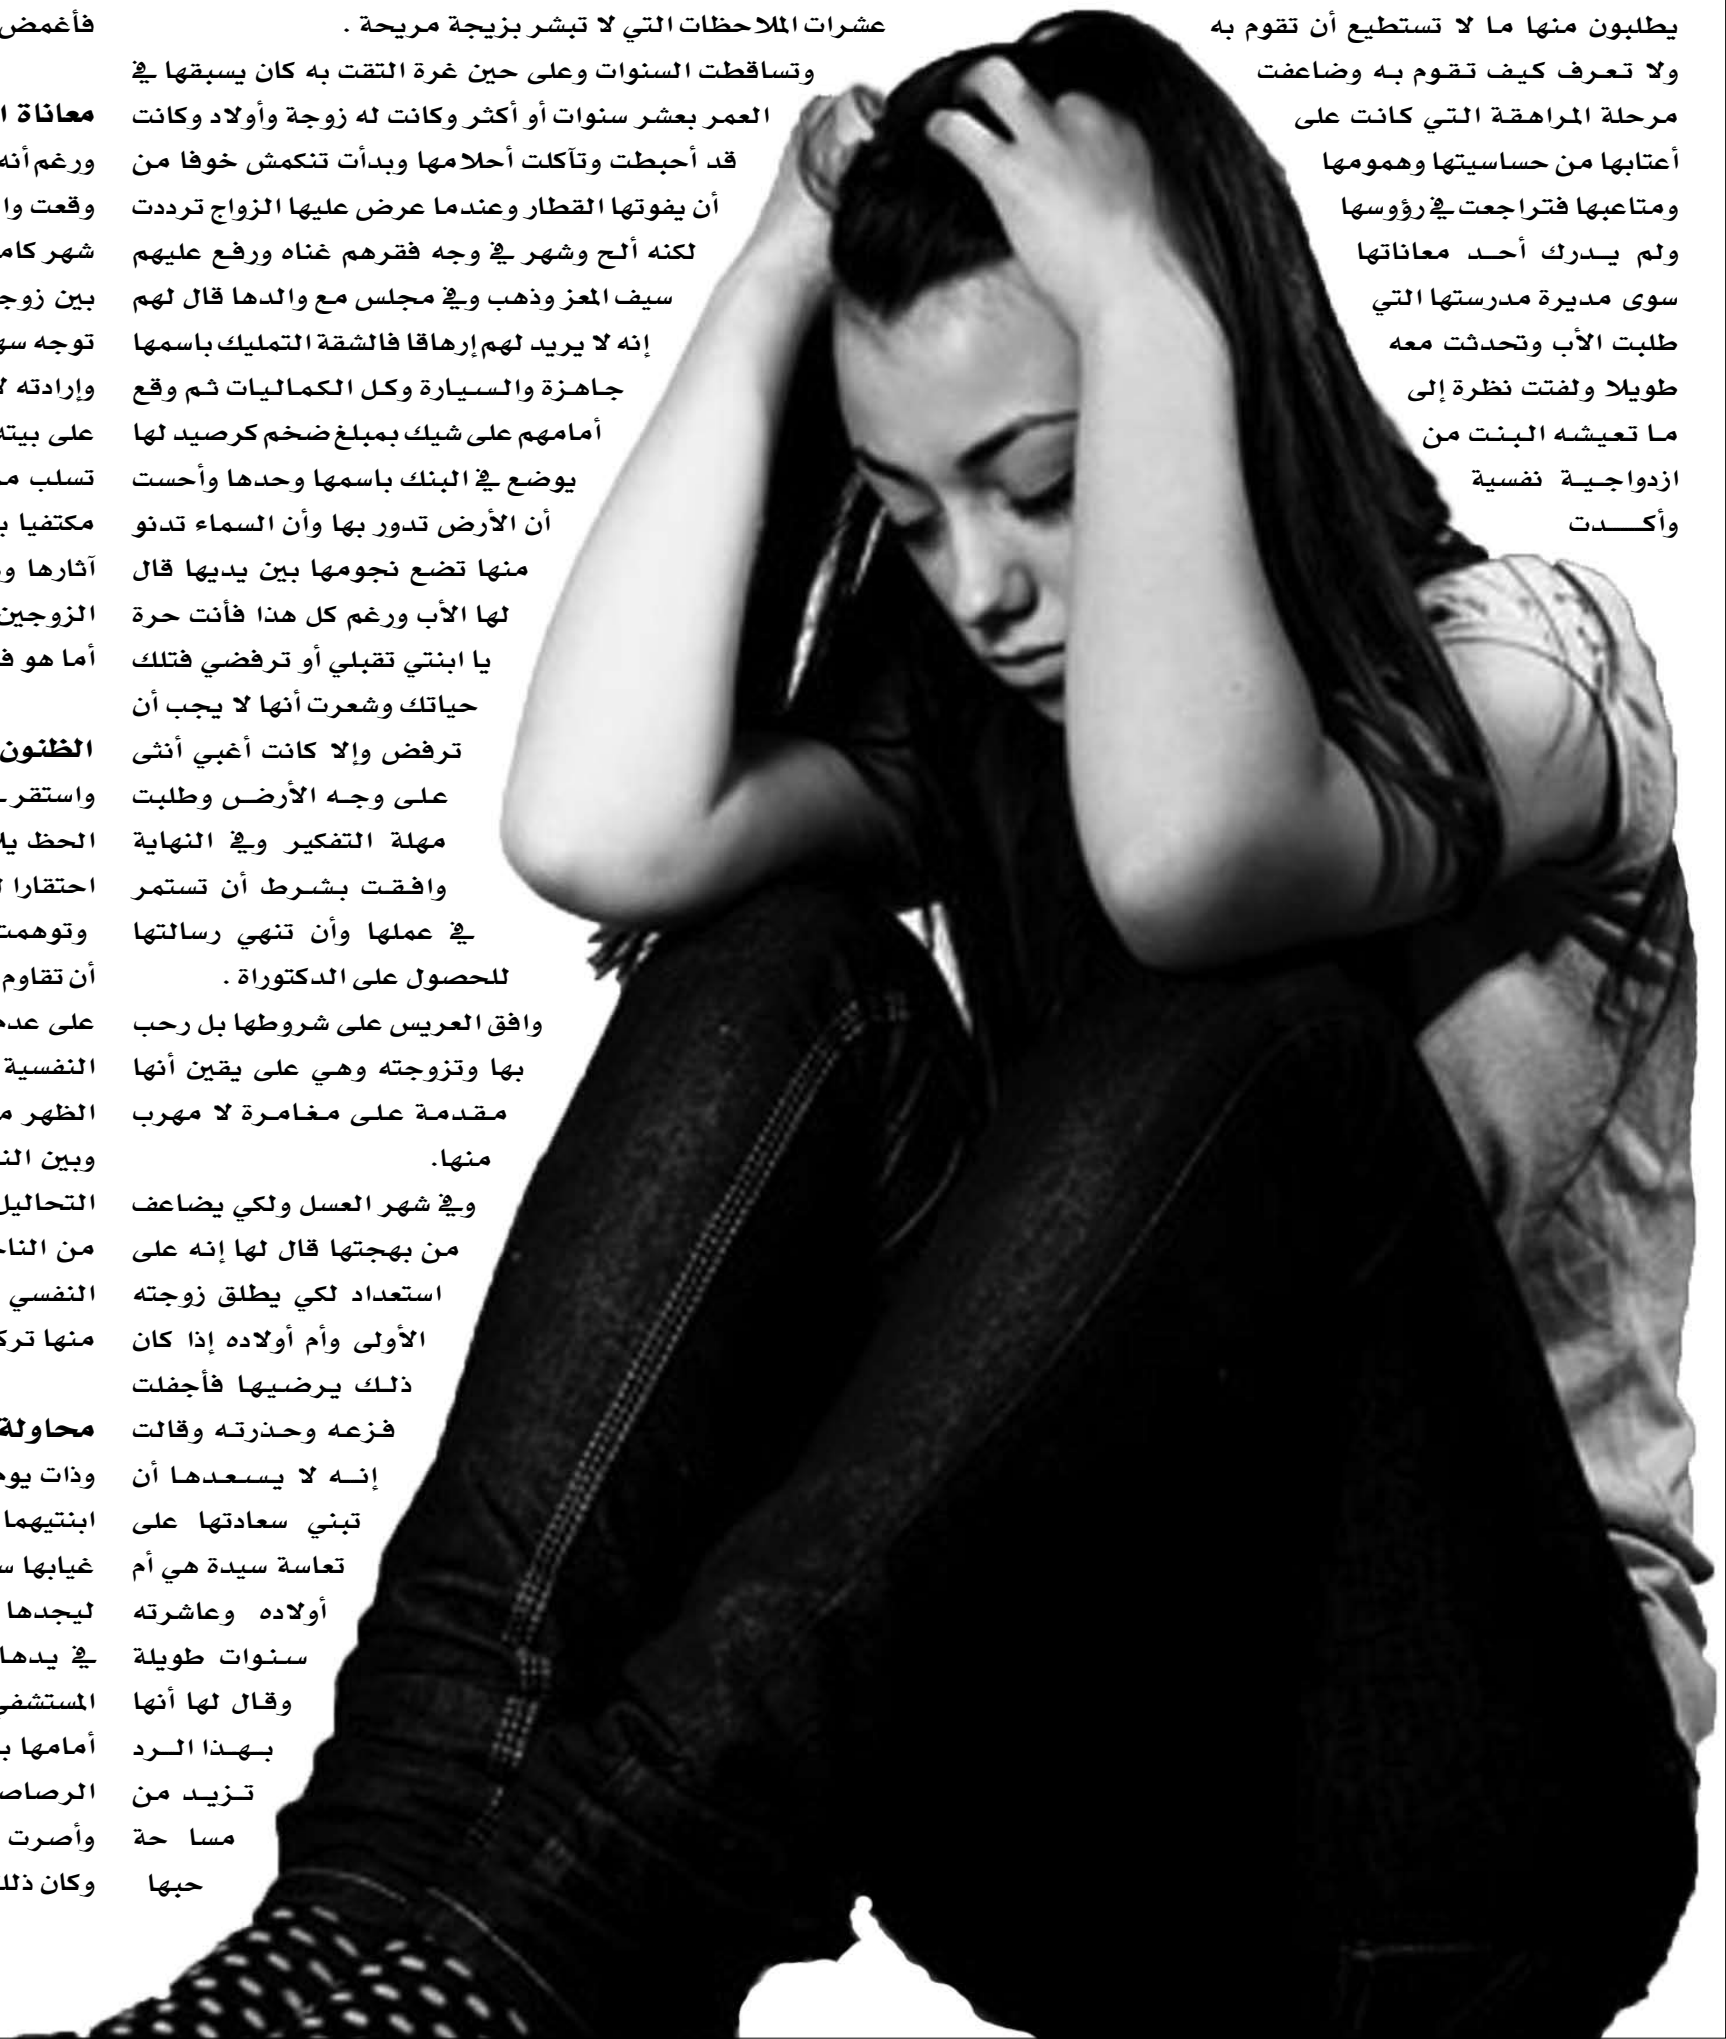 يطلبون منها ما لا تستطيع أن تقوم به
ولا تعرف كيف تقوم به وضاعفت
مرحلة المراهقة التي كانت على
أعتابها من حساسيتها وهمومها
ومتاعبها فتراجعت في رؤوسها
ولم يدرك أحد معاناتها
سوى مديرة مدرستها التي
طلبت الأب وتحدثت معه
طويلا ولفتت نظرة إلى
ما تعيشه البنت من
ازدواجية نفسية
وأكدت
عشرات الملاحظات التي لا تبشر بزيجة مريحة .
وتساقطت السنوات وعلى حين غرة التقت به كان يسبقها في
العمر بعشر سنوات أو أكثر وكانت له زوجة وأولاد وكانت
قد أحبطت وتآكلت أحلامها وبدأت تنكمش خوفا من
أن يفوتها القطار وعندما عرض عليها الزواج ترددت
لكنه ألح وشهر في وجه فقرهم غناه ورفع عليهم
سيف المعز وذهب وفي مجلس مع والدها قال لهم
إنه لا يريد لهم إرهاقا فالشقة التمليك باسمها
جاهزة والسيارة وكل الكماليات ثم وقع
أمامهم على شيك بمبلغ ضخم كرصيد لها
يوضع في البنك باسمها وحدها وأحست
أن الأرض تدور بها وأن السماء تدنو
منها تضع نجومها بين يديها قال
لها الأب ورغم كل هذا فأنت حرة
يا ابنتي تقبلي أو ترفضي فتلك
حياتك وشعرت أنها لا يجب أن
ترفض وإلا كانت أغبي أنثى
على وجه الأرض وطلبت
مهلة التفكير وفي النهاية
وافقت بشرط أن تستمر
في عملها وأن تنهي رسالتها
للحصول على الدكتوراة .
وافق العريس على شروطها بل رحب
بها وتزوجته وهي على يقين أنها
مقدمة على مغامرة لا مهرب
منها.
وفي شهر العسل ولكي يضاعف
من بهجتها قال لها إنه على
استعداد لكي يطلق زوجته
الأولى وأم أولاده إذا كان
ذلك يرضيها فأجفلت
فزعه وحذرته وقالت
إنه لا يسعدها أن
تبني سعادتها على
تعاسة سيدة هي أم
أولاده وعاشرته
سنوات طويلة
وقال لها أنها
بهذا الرد
تزيد من
مسا حة
حبها
فأغمض
معاناة
ورغم أنه
وقعت
شهر
بين
توجه
وإرادته
على
تسلب
مكتفيا
آثارها
الزوجين
أما هو
الظنون
واستقر
الحظ
احتقارا
وتوهمت
أن تقاوم
على
النفسية
الظهر
وبين
التحاليل
من
النفسي
منها
محاولة
وذات
ابنتيهما
غيابها
ليجدها
في يدها
أمامها
وأصرت
وكان